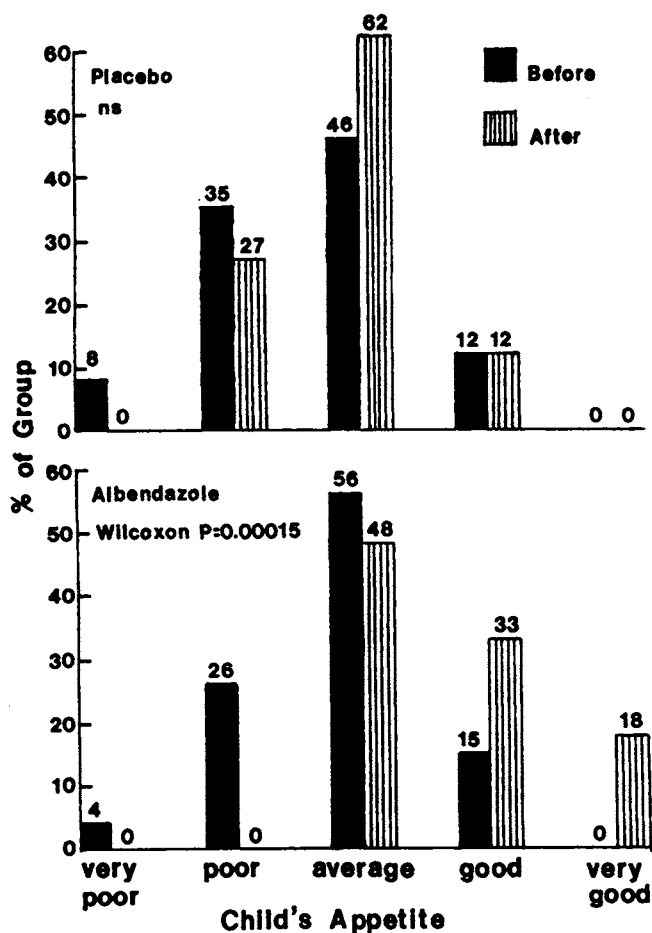 % of Group
Placebo
ns
Before
After
60
50
40
30
20
10
0
8
0
35
27
46
62
12
12
0
0
Albendazole
Wilcoxon P=0.00015
60
50
40
30
20
10
0
4
0
26
0
56
48
15
33
0
18
very poor
poor
average
good
very good
Child's Appetite